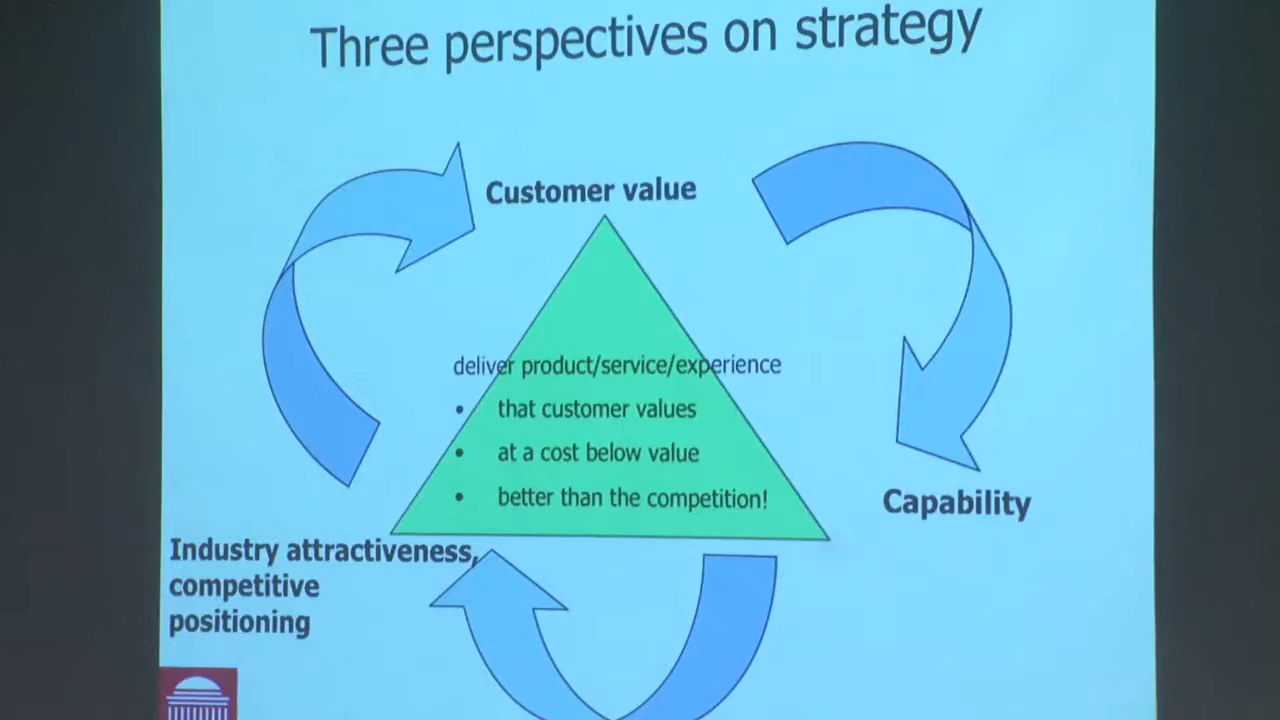 Three perspectives on strategy
Customer value
deliver product/service/experience
• that customer values
• at a cost below value
• better than the competition!
Capability
Industry attractiveness,
competitive
positioning